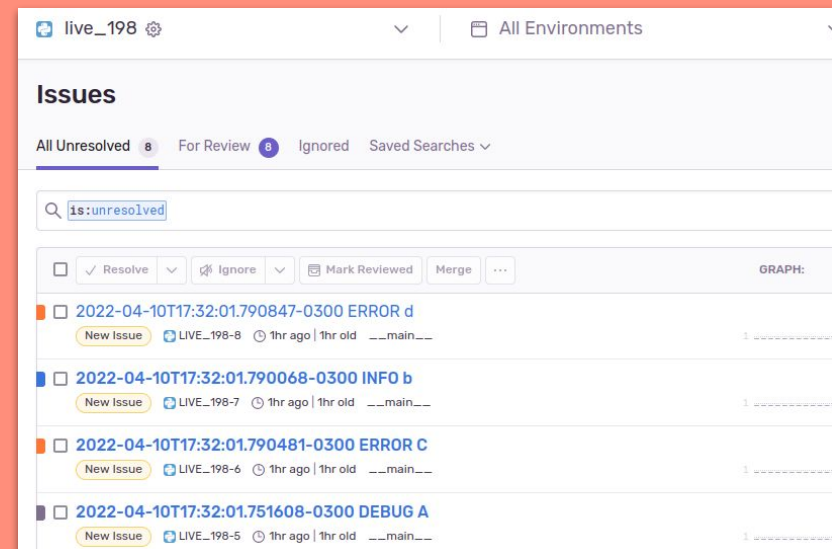 live_198 All Environments
Issues
All Unresolved 8 For Review 8 Ignored Saved Searches
is:unresolved
Resolve Ignore Mark Reviewed Merge ... GRAPH:
2022-04-10T17:32:01.790847-0300 ERROR d
New Issue LIVE_198-8 1hr ago | 1hr old __main__
1
2022-04-10T17:32:01.790068-0300 INFO b
New Issue LIVE_198-7 1hr ago | 1hr old __main__
1
2022-04-10T17:32:01.790481-0300 ERROR C
New Issue LIVE_198-6 1hr ago | 1hr old __main__
1
2022-04-10T17:32:01.751608-0300 DEBUG A
New Issue LIVE_198-5 1hr ago | 1hr old __main__
1